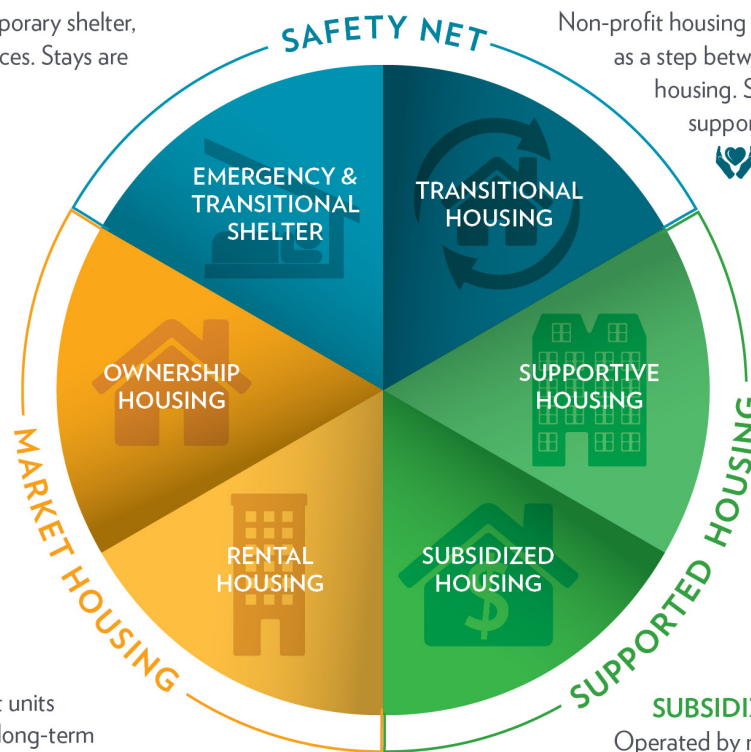 SAFETY NET
ces. Stays are
Non-profit housing
as a step betw
housing. S
suppor
EMERGENCY &
TRANSITIONAL
SHELTER
TRANSITIONAL
HOUSING
OWNERSHIP
HOUSING
SUPPORTIVE
HOUSING
RENTAL
HOUSING
SUBSIDIZED
HOUSING
$
MARKET HOUSING
SUPPORTED HOUSING
porary shelter,
units
long-term
SUBSIDIZ
Operated by